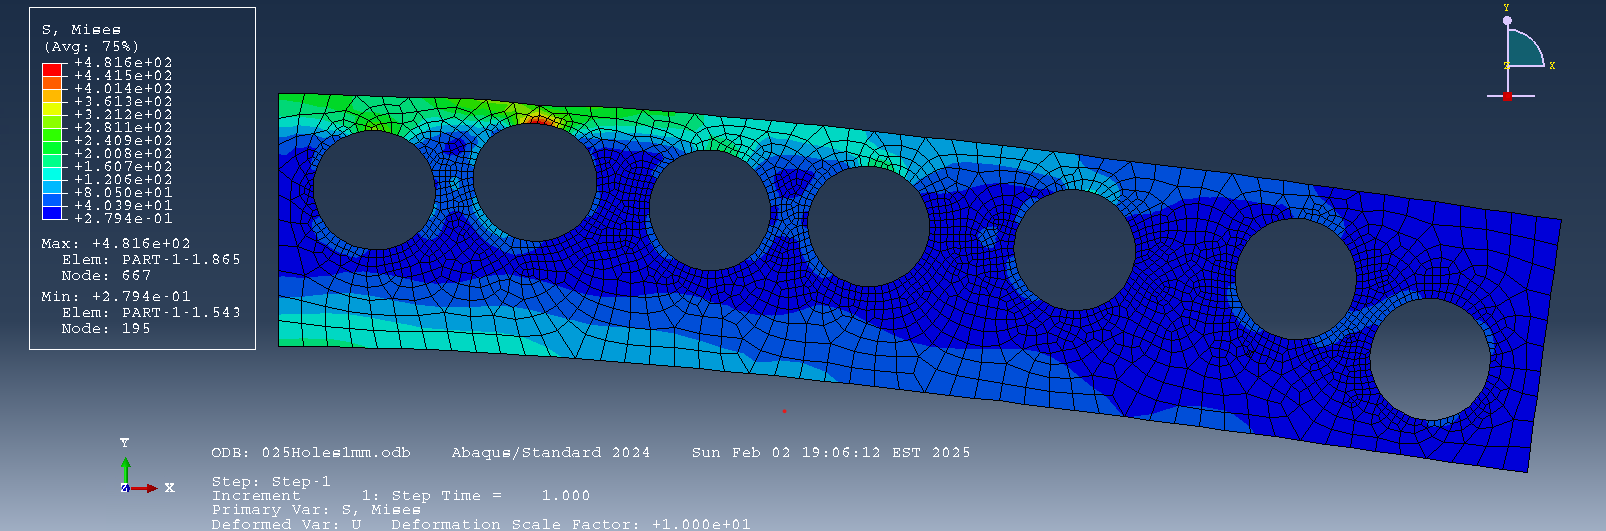 S, Mises
(Avg: 75%)
+4.816e+02
+4.415e+02
+4.014e+02
+3.613e+02
+3.212e+02
+2.811e+02
+2.409e+02
+2.008e+02
+1.607e+02
+1.206e+02
+8.050e+01
+4.039e+01
+2.794e-01
Max: +4.816e+02
Elem: PART-1-1.865
Node: 667
Min: +2.794e-01
Elem: PART-1-1.543
Node: 195
Y
Z X
Y
Z X
ODB: 025Holes1mm.odb Abaqus/Standard 2024 Sun Feb 02 19:06:12 EST 2025
Step: Step-1
Increment 1: Step Time = 1.000
Primary Var: S, Mises
Deformed Var: U Deformation Scale Factor: +1.000e+01